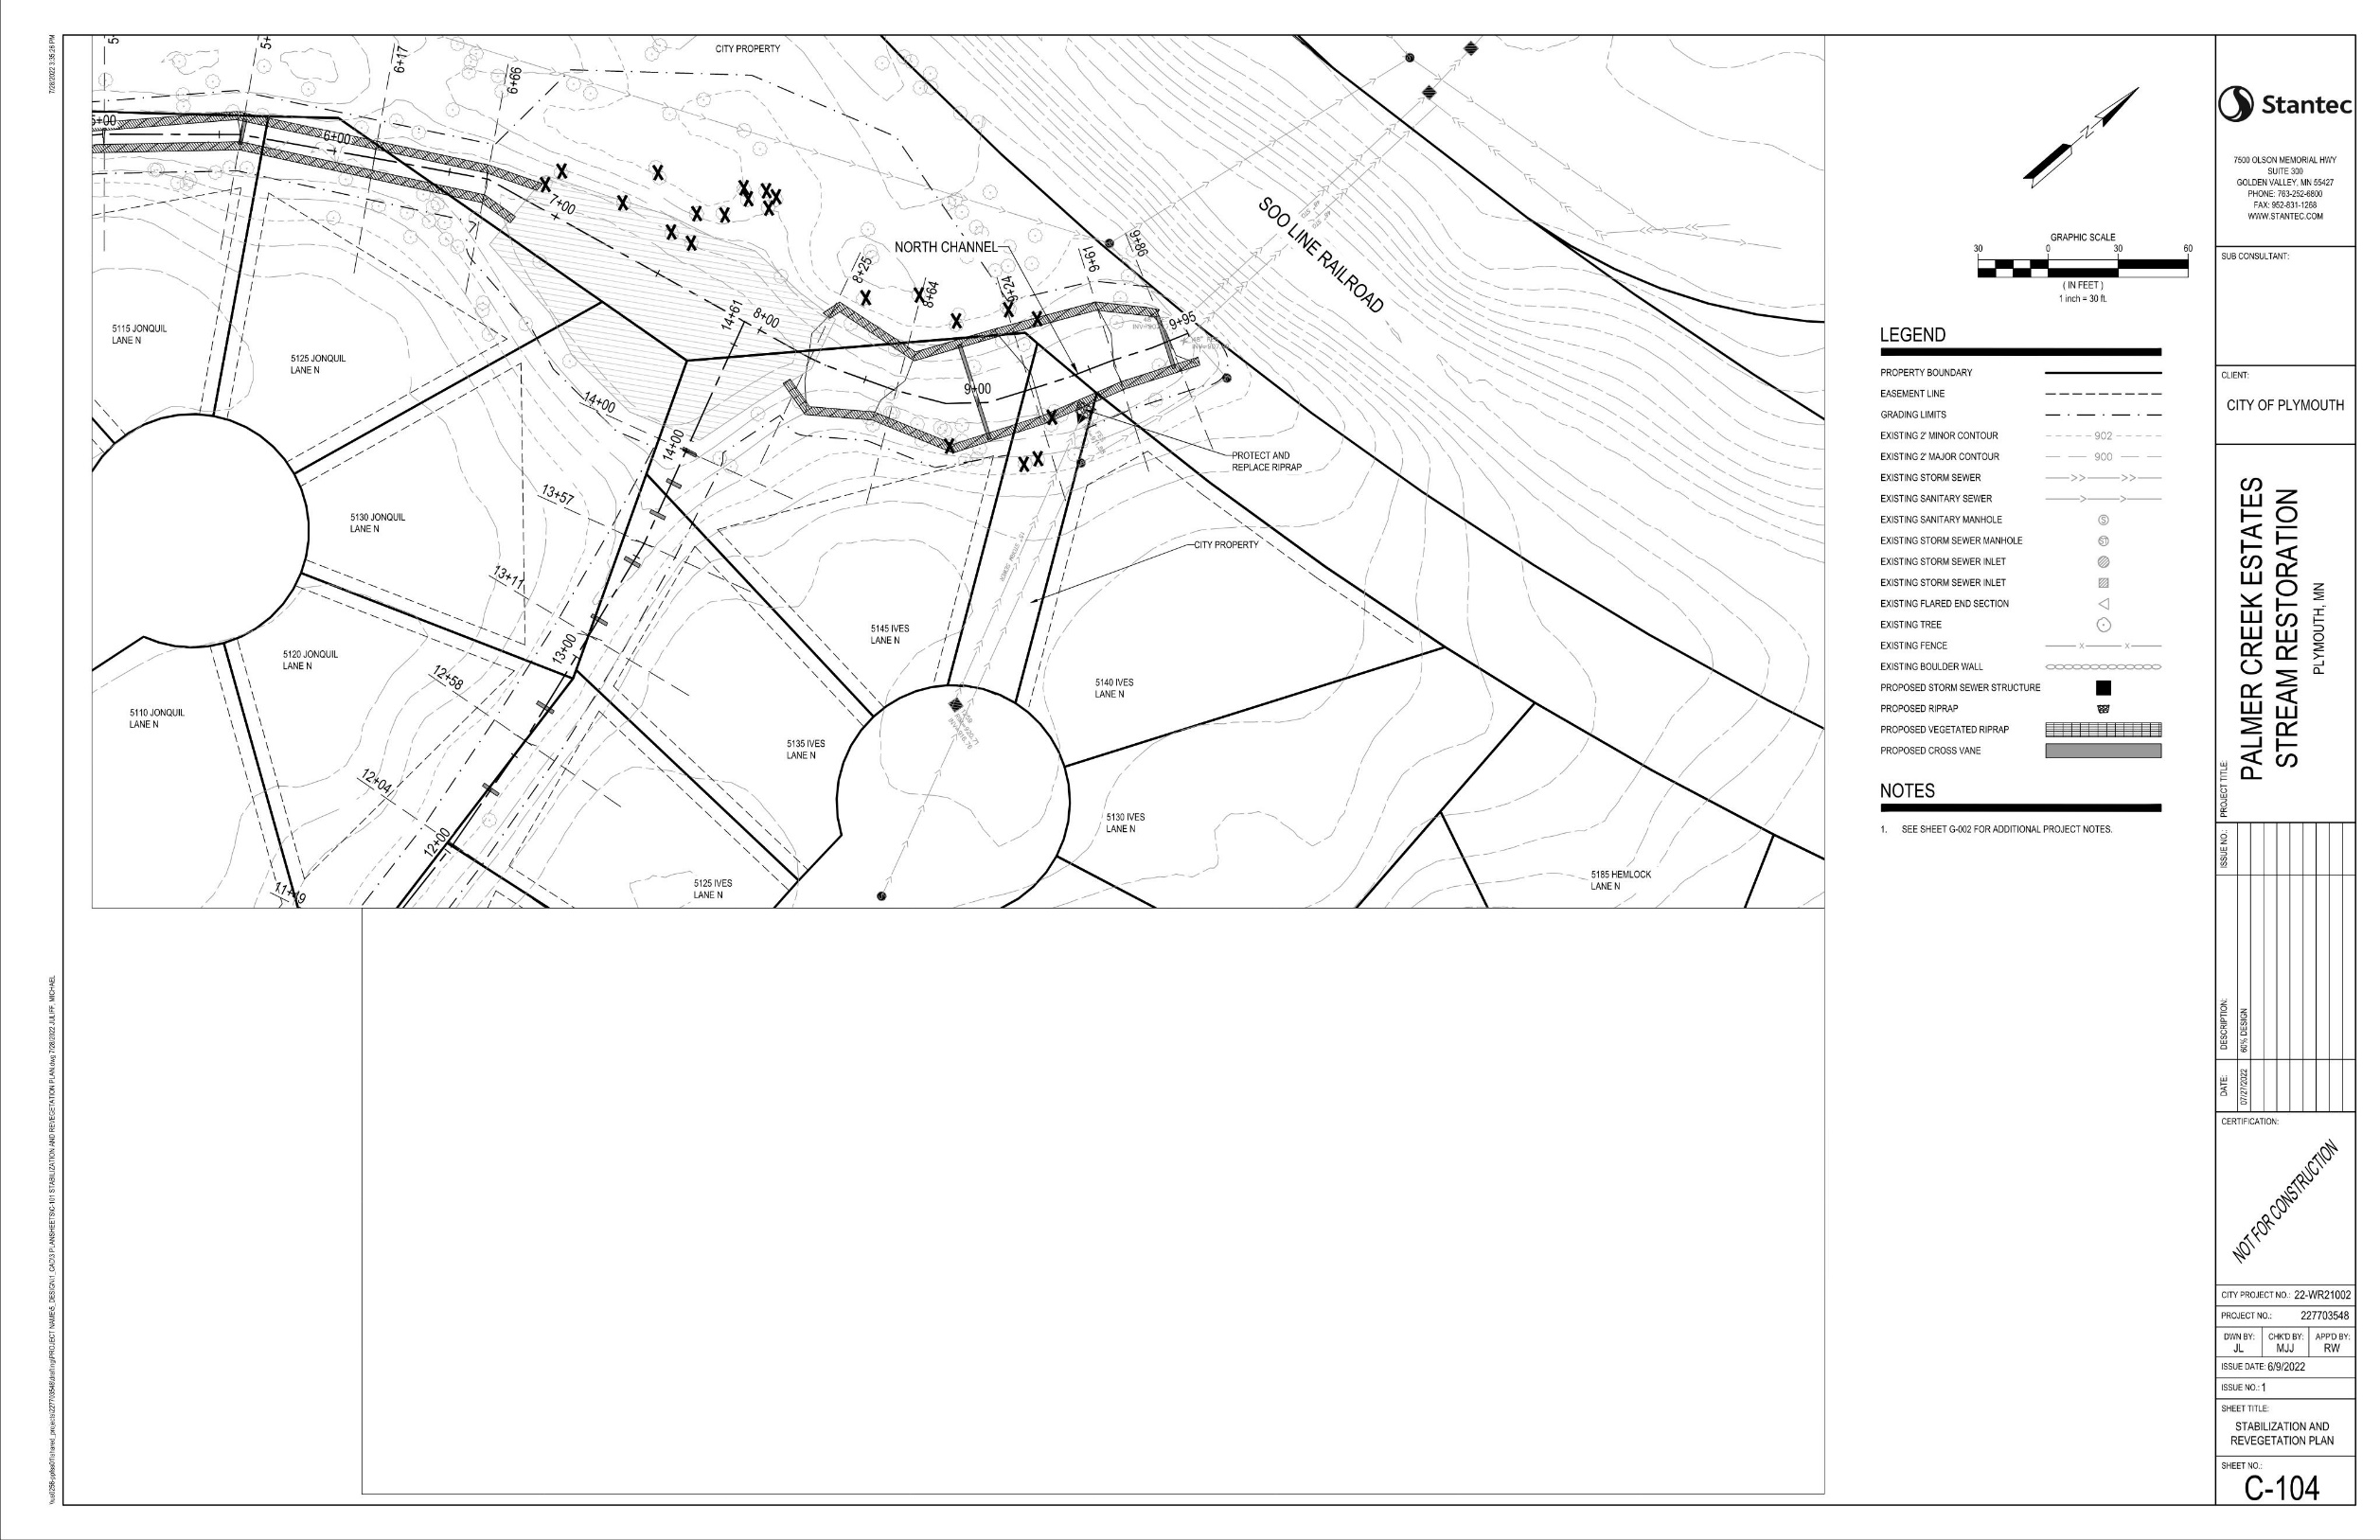 7/28/2022 3:35:26 PM
CITY PROPERTY
5+
5+
6+17
6+66
5+00
6+00
7+00
NORTH CHANNEL
8+25
8+64
9+24
9+61
9+86
SOO LINE RAILROAD
14+61
8+00
9+95
9+00
5115 JONQUIL
LANE N
5125 JONQUIL
LANE N
14+00
14+00
PROTECT AND
REPLACE RIPRAP
13+57
5130 JONQUIL
LANE N
CITY PROPERTY
13+11
13+00
5145 IVES
LANE N
5120 JONQUIL
LANE N
12+58
5140 IVES
LANE N
5110 JONQUIL
LANE N
5135 IVES
LANE N
12+04
12+00
5130 IVES
LANE N
5125 IVES
LANE N
5185 HEMLOCK
LANE N
N
GRAPHIC SCALE
30 0 30 60
( IN FEET )
1 inch = 30 ft.
LEGEND
PROPERTY BOUNDARY
EASEMENT LINE
GRADING LIMITS
EXISTING 2' MINOR CONTOUR 902
EXISTING 2' MAJOR CONTOUR 900
EXISTING STORM SEWER
EXISTING SANITARY SEWER
EXISTING SANITARY MANHOLE S
EXISTING STORM SEWER MANHOLE ST
EXISTING STORM SEWER INLET
EXISTING STORM SEWER INLET
EXISTING FLARED END SECTION
EXISTING TREE
EXISTING FENCE
EXISTING BOULDER WALL
PROPOSED STORM SEWER STRUCTURE
PROPOSED RIPRAP
PROPOSED VEGETATED RIPRAP
PROPOSED CROSS VANE
NOTES
1. SEE SHEET G-002 FOR ADDITIONAL PROJECT NOTES.
Stantec
7500 OLSON MEMORIAL HWY
SUITE 300
GOLDEN VALLEY, MN 55427
PHONE: 763-252-6800
FAX: 952-831-1268
WWW.STANTEC.COM
SUB CONSULTANT:
CLIENT:
CITY OF PLYMOUTH
PROJECT TITLE:
PALMER CREEK ESTATES
STREAM RESTORATION
PLYMOUTH, MN
ISSUE NO.:
DESCRIPTION:
60% DESIGN
DATE:
07/27/2022
CERTIFICATION:
NOT FOR CONSTRUCTION
CITY PROJECT NO.: 22-WR21002
PROJECT NO.: 227703548
DWN BY: CHK'D BY: APP'D BY:
JL MJJ RW
ISSUE DATE: 6/9/2022
ISSUE NO.: 1
SHEET TITLE:
STABILIZATION AND
REVEGETATION PLAN
SHEET NO.:
C-104